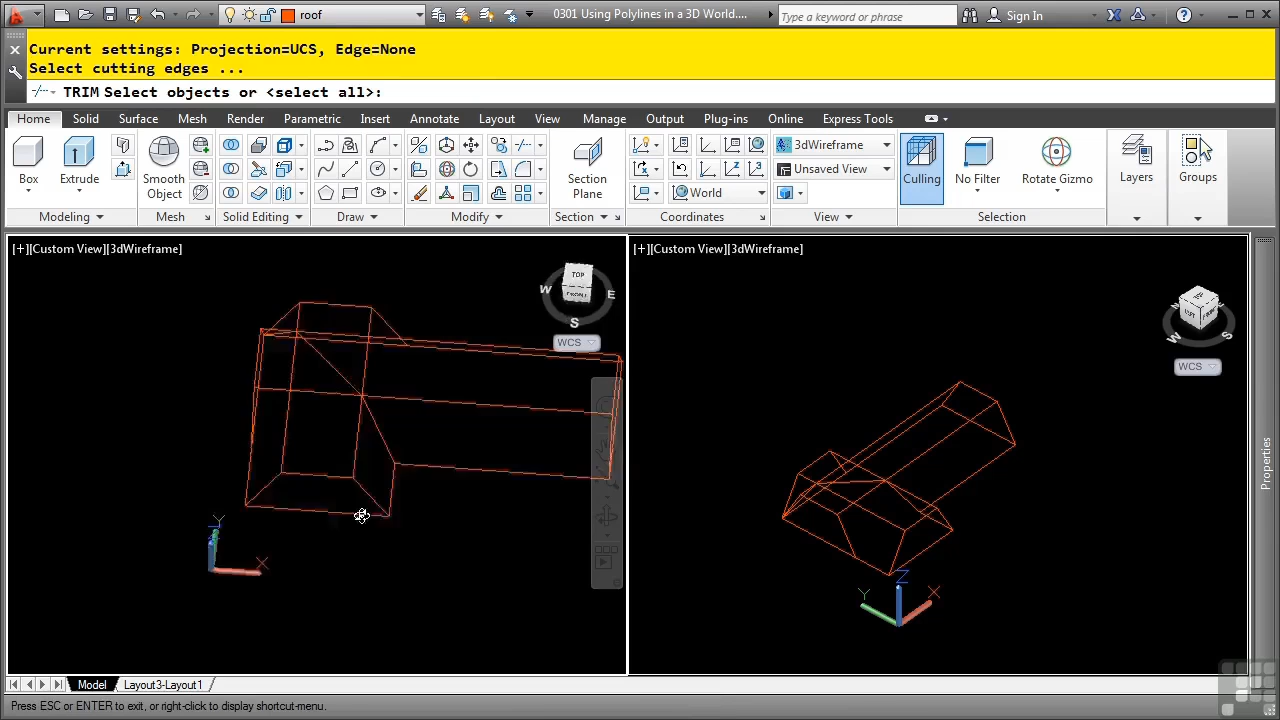 roof
0301 Using Polylines in a 3D World....
Type a keyword or phrase
Sign In
Current settings: Projection=UCS, Edge=None
Select cutting edges ...
TRIM Select objects or <select all>:
Home Solid Surface Mesh Render Parametric Insert Annotate Layout View Manage Output Plug-ins Online Express Tools
Box
Extrude
Smooth Object
Section Plane
3dWireframe
Unsaved View
World
Culling
No Filter
Rotate Gizmo
Layers
Groups
Modeling Mesh Solid Editing Draw Modify Section Coordinates View Selection
[+][Custom View][3dWireframe]
[+][Custom View][3dWireframe]
TOP
W E
S
WCS
W S
WCS
Y
X
Z
Y X
Properties
Model Layout3-Layout1
Press ESC or ENTER to exit, or right-click to display shortcut-menu.